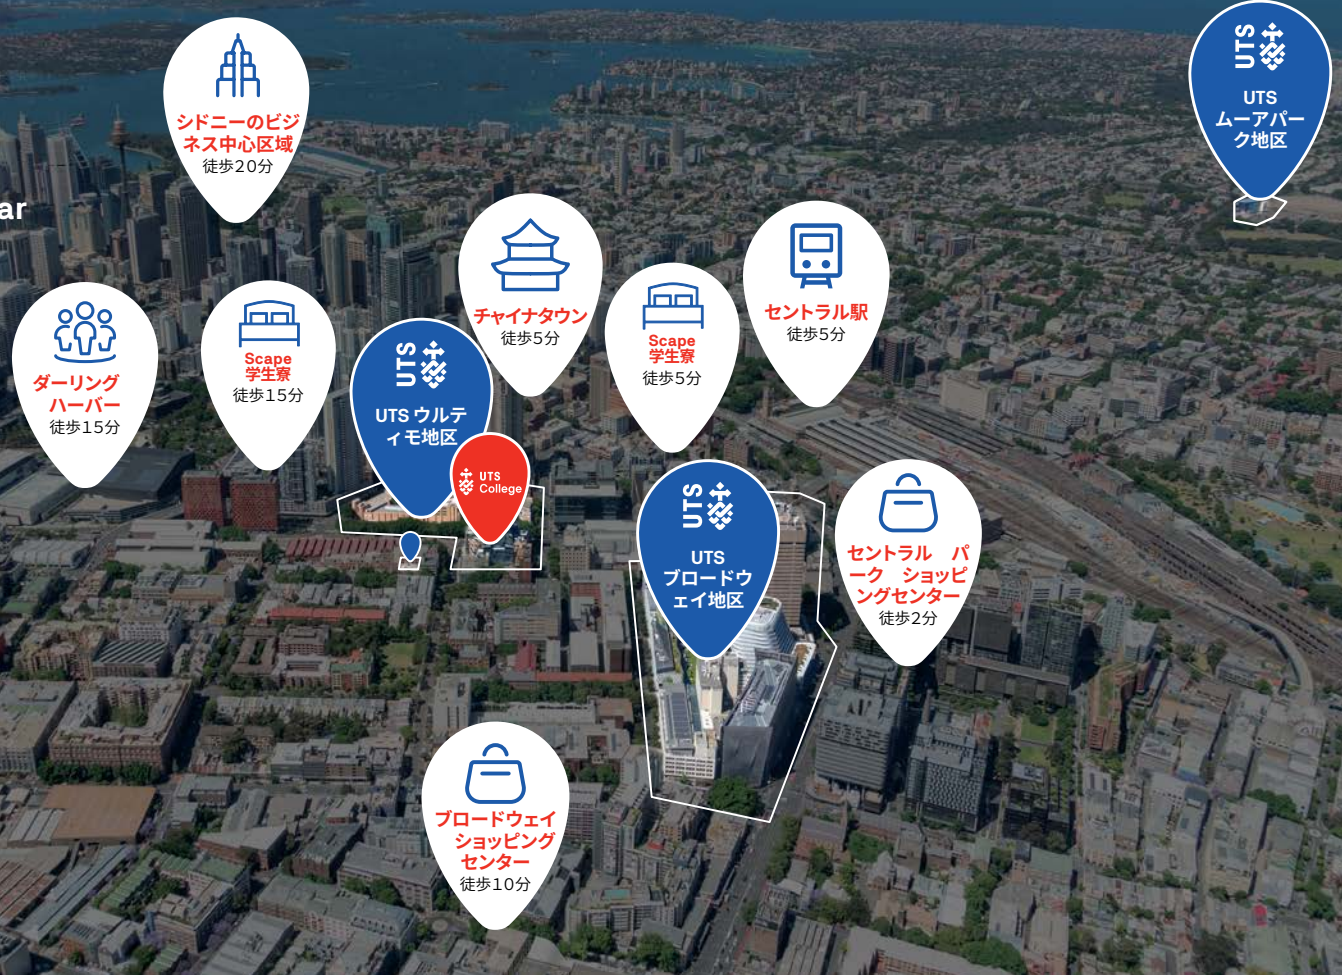 UTS
UTS
ムーアパー
ク地区
シドニーのビジ
ネス中心区域
徒歩20分
ar
チャイナタウン
徒歩5分
セントラル駅
徒歩5分
Scape
学生寮
徒歩5分
ダーリング
ハーバー
徒歩15分
Scape
学生寮
徒歩15分
UTS
UTS ウルテ
ィモ地区
UTS
College
UTS
UTS
ブロードウ
ェイ地区
セントラル　パ
ーク　ショッピ
ングセンター
徒歩2分
ブロードウェイ
ショッピング
センター
徒歩10分